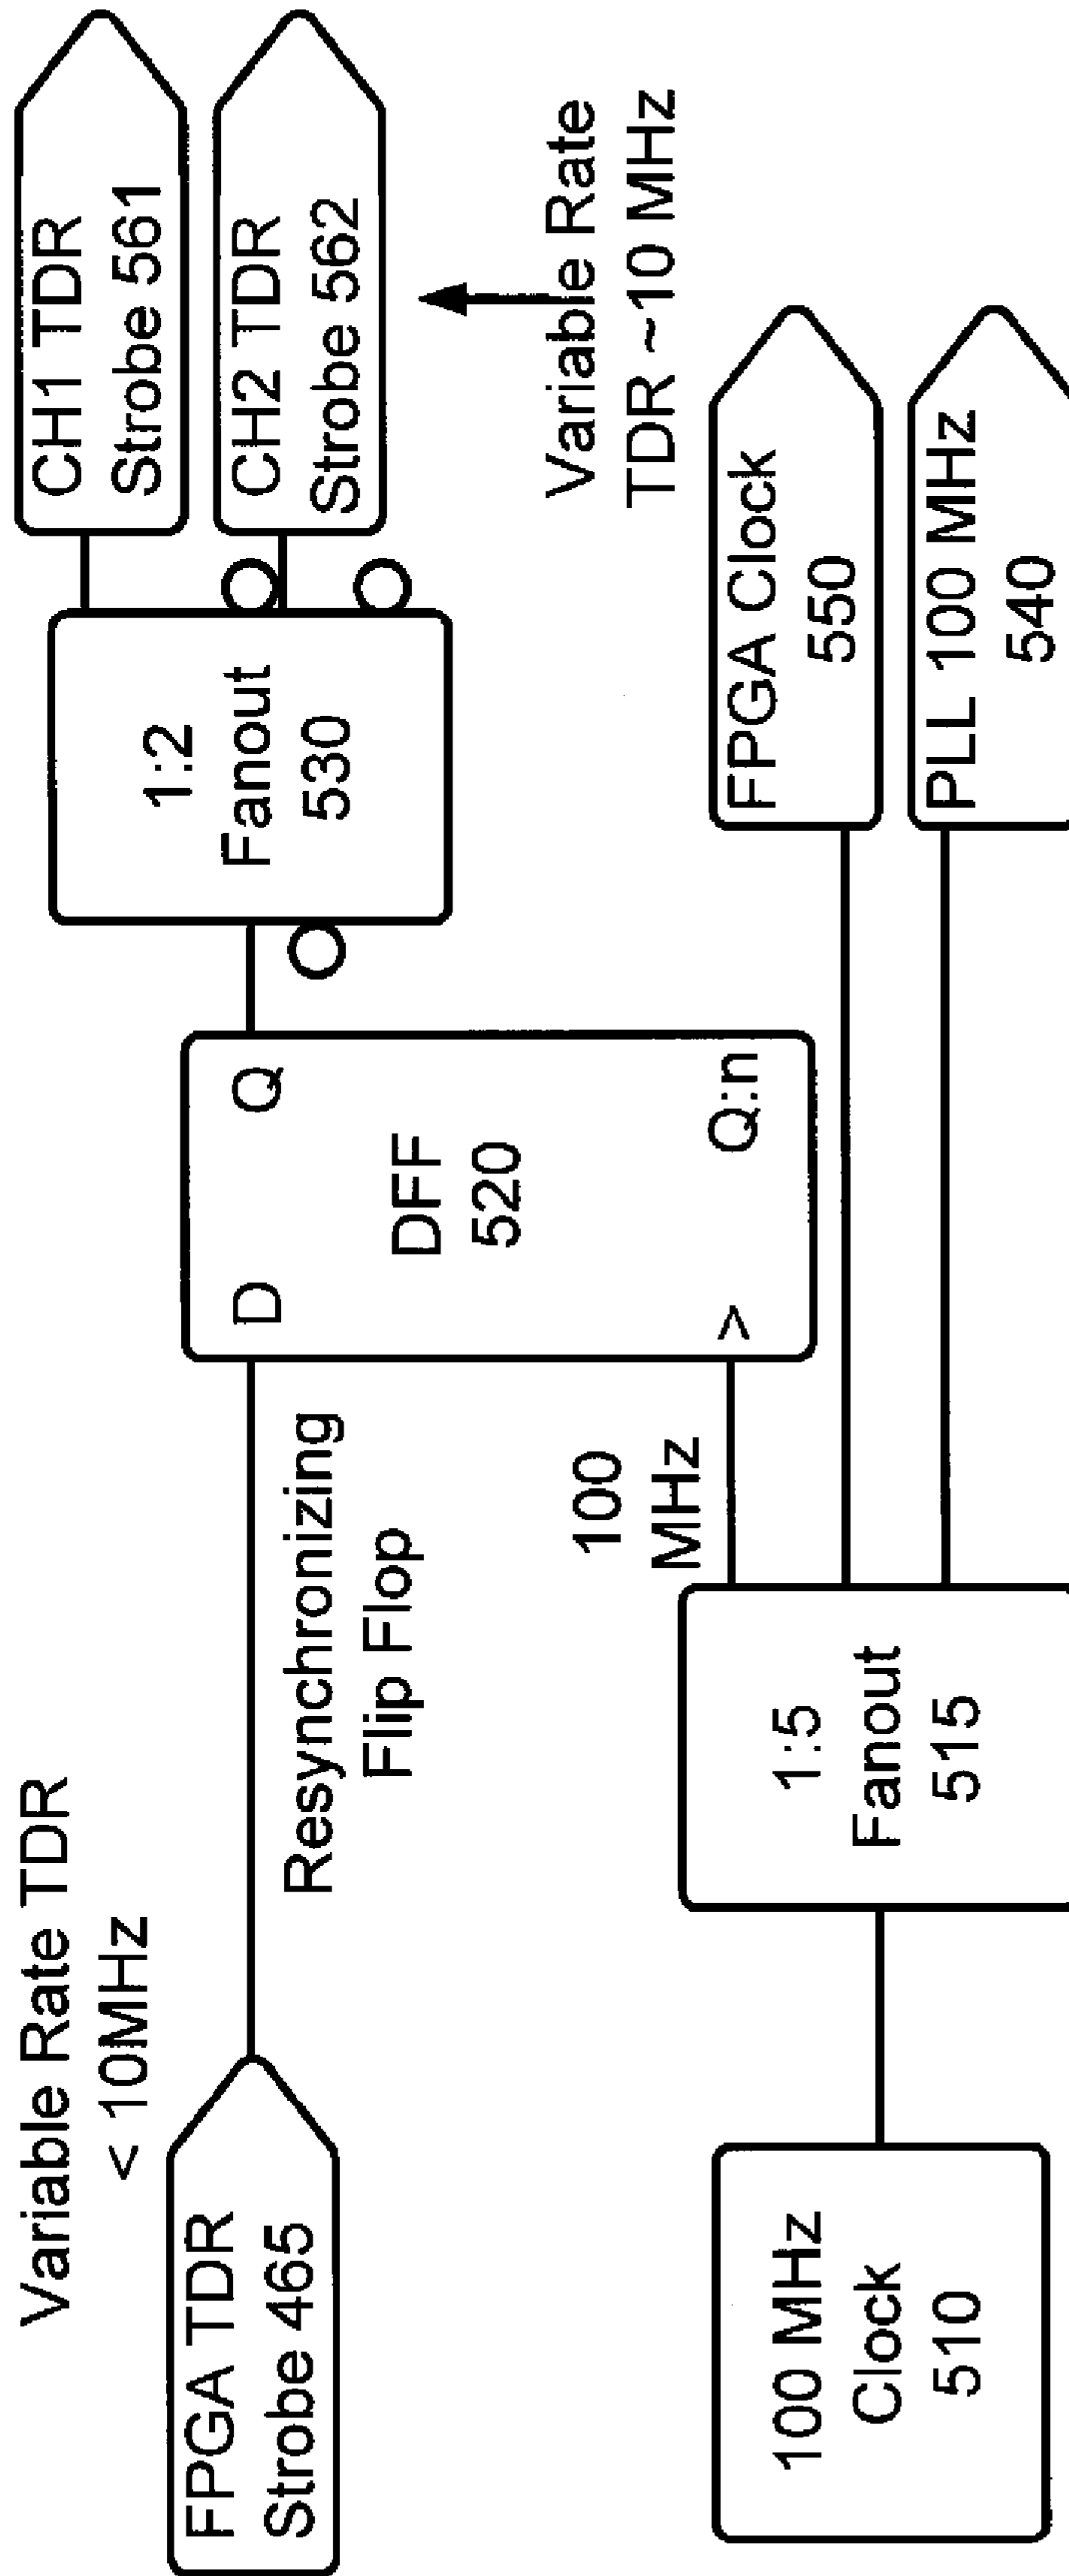 Variable Rate TDR
< 10MHz
FPGA TDR
Strobe 465
Resynchronizing
Flip Flop
D
Q
DFF
520
>
Q:n
1:2
Fanout
530
CH1 TDR
Strobe 561
CH2 TDR
Strobe 562
Variable Rate
TDR ~10 MHz
100 MHz
Clock
510
1:5
Fanout
515
100
MHz
FPGA Clock
550
PLL 100 MHz
540